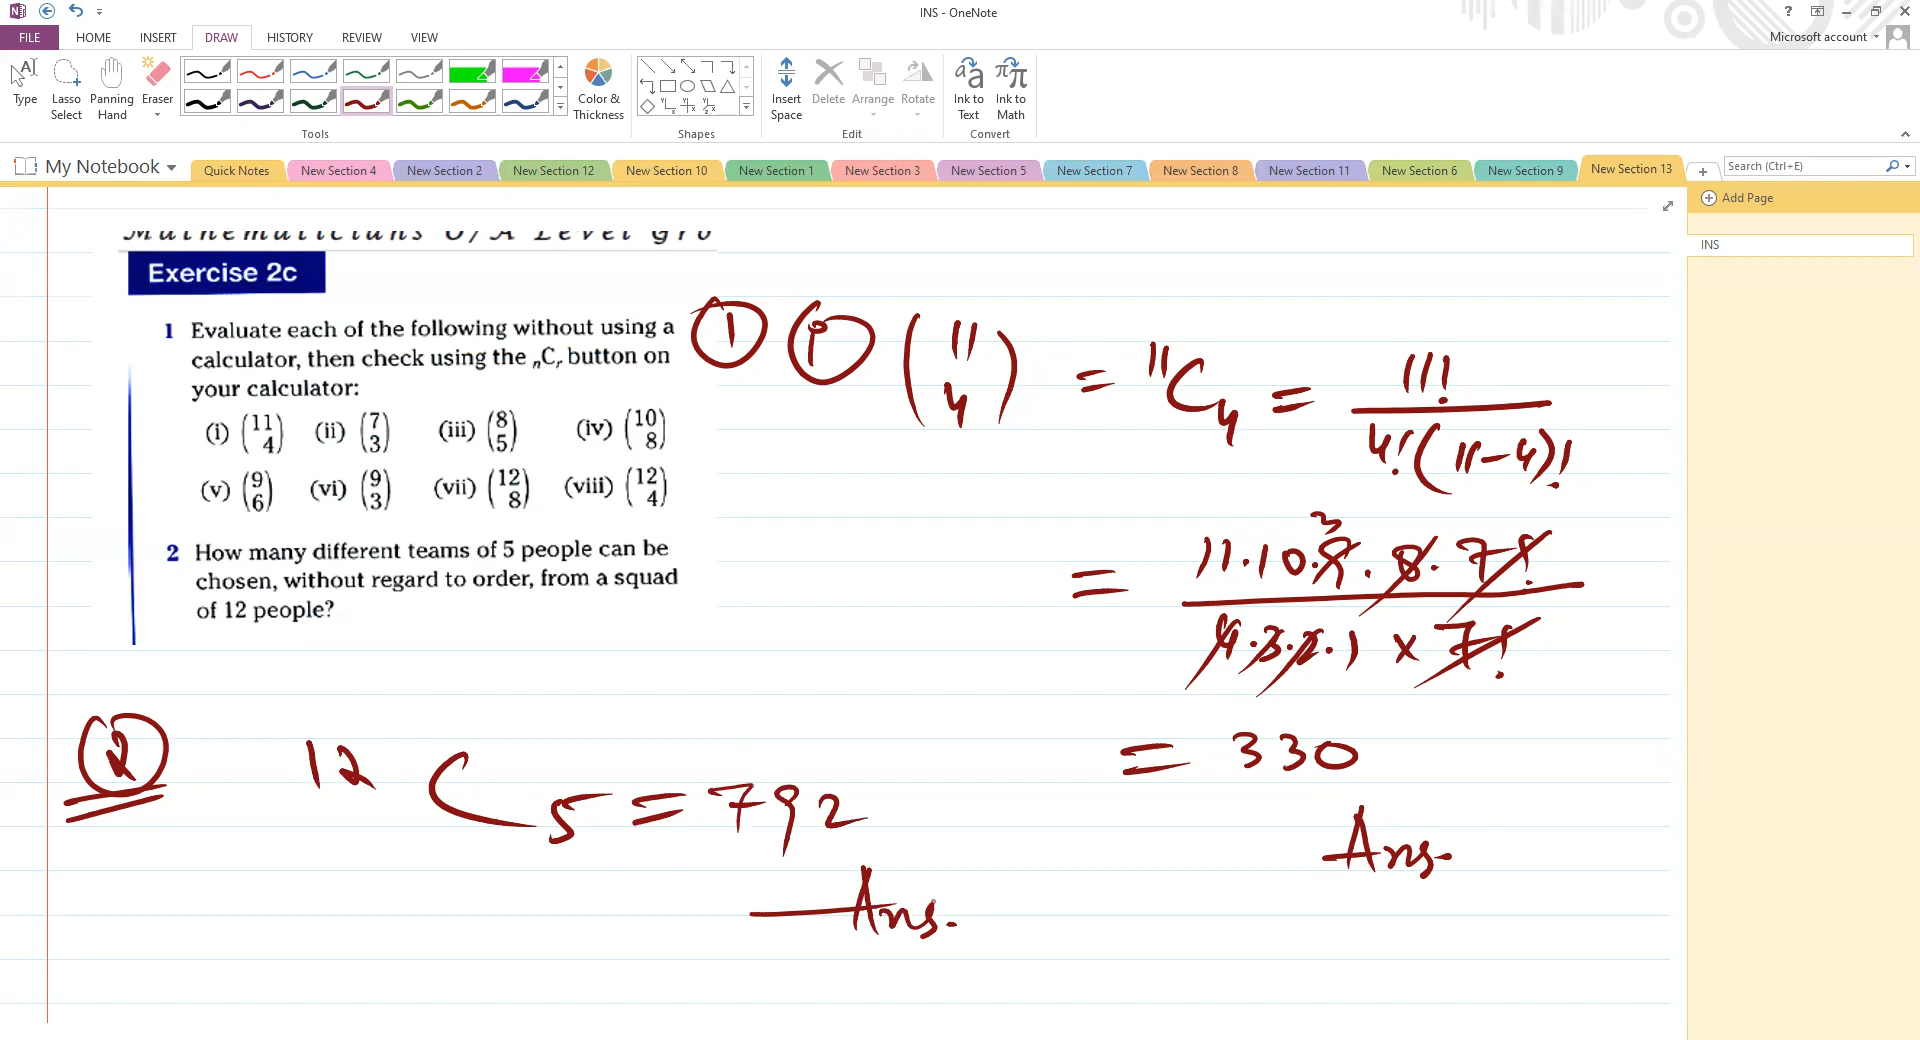 INS - OneNote
?
Microsoft account
FILE HOME INSERT DRAW HISTORY REVIEW VIEW
Type
Lasso Select
Panning Hand
Eraser
Color & Thickness
Insert Space
Delete
Arrange
Rotate
Ink to Text
Ink to Math
Tools
Shapes
Edit
Convert
My Notebook
Quick Notes
New Section 4
New Section 2
New Section 12
New Section 10
New Section 1
New Section 3
New Section 5
New Section 7
New Section 8
New Section 11
New Section 6
New Section 9
New Section 13
Search (Ctrl+E)
Add Page
INS
Mathematicians O/A Level Gro
Exercise 2c
1 Evaluate each of the following without using a
calculator, then check using the ₙCᵣ button on
your calculator:
(i) (11 4) (ii) (7 3) (iii) (8 5) (iv) (10 8)
(v) (9 6) (vi) (9 3) (vii) (12 8) (viii) (12 4)
2 How many different teams of 5 people can be
chosen, without regard to order, from a squad
of 12 people?
① ⓘ (11 4) = ¹¹C₄ = 11! / 4!(11-4)!
= 11.10.9³.8.7! / 4.3.2.1 x 7!
= 330
Ans.
② 12 C 5 = 792
Ans.